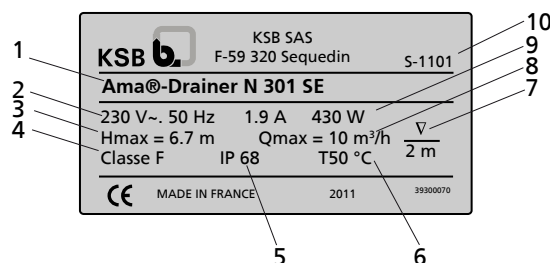 KSB b. KSB SAS
F-59 320 Sequedin S-1101
Ama®-Drainer N 301 SE
230 V~. 50 Hz 1.9 A 430 W
Hmax = 6.7 m Qmax = 10 m³/h
∇ 2 m
Classe F IP 68 T50 °C
CE MADE IN FRANCE 2011 39300070
1
2
3
4
5
6
7
8
9
10